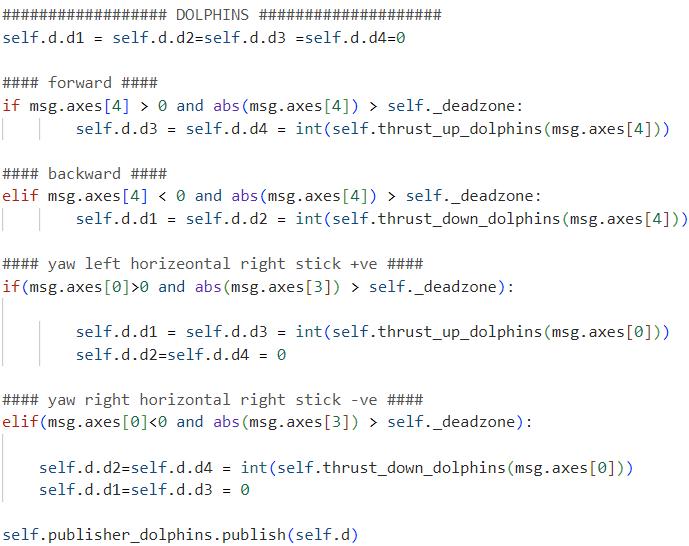 ################# DOLPHINS ###################
self.d.d1 = self.d.d2=self.d.d3 =self.d.d4=0
#### forward ####
if msg.axes[4] > 0 and abs(msg.axes[4]) > self._deadzone:
self.d.d3 = self.d.d4 = int(self.thrust_up_dolphins(msg.axes[4]))
#### backward ####
elif msg.axes[4] < 0 and abs(msg.axes[4]) > self._deadzone:
self.d.d1 = self.d.d2 = int(self.thrust_down_dolphins(msg.axes[4]))
#### yaw left horizeontal right stick +ve ####
if(msg.axes[0]>0 and abs(msg.axes[3]) > self._deadzone):
self.d.d1 = self.d.d3 = int(self.thrust_up_dolphins(msg.axes[0]))
self.d.d2=self.d.d4 = 0
#### yaw right horizontal right stick -ve ####
elif(msg.axes[0]<0 and abs(msg.axes[3]) > self._deadzone):
self.d.d2=self.d.d4 = int(self.thrust_down_dolphins(msg.axes[0]))
self.d.d1=self.d.d3 = 0
self.publisher_dolphins.publish(self.d)